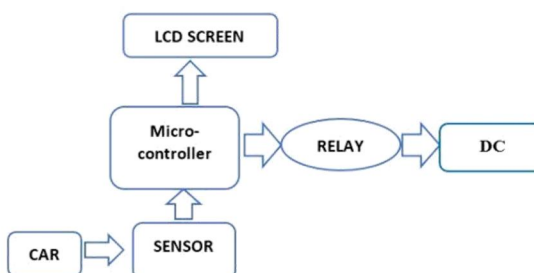 LCD SCREEN
Micro-
controller
RELAY
DC
CAR
SENSOR